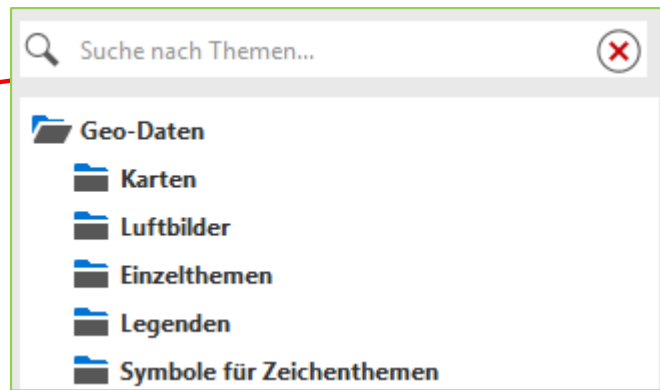 Suche nach Themen...
Geo-Daten
Karten
Luftbilder
Einzelthemen
Legenden
Symbole für Zeichenthemen